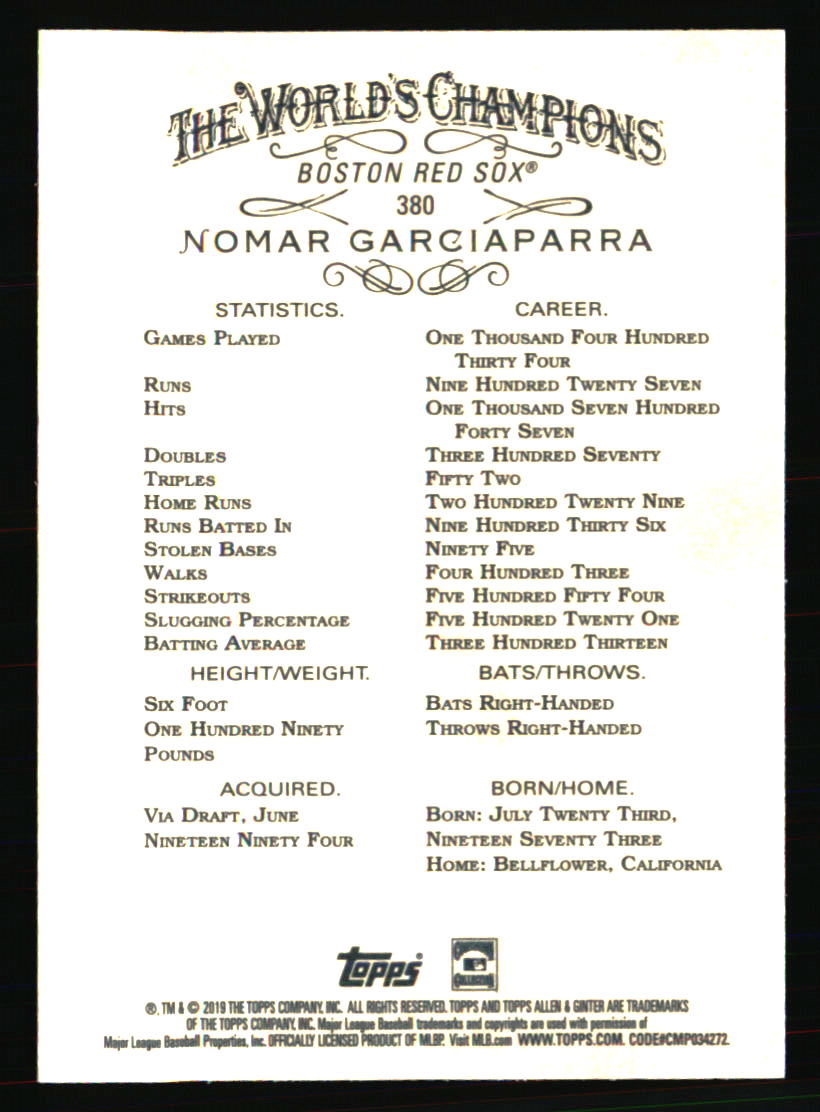 THE WORLD'S CHAMPIONS
BOSTON RED SOX®
380
NOMAR GARCIAPARRA
STATISTICS. CAREER.
GAMES PLAYED ONE THOUSAND FOUR HUNDRED
THIRTY FOUR
RUNS NINE HUNDRED TWENTY SEVEN
HITS ONE THOUSAND SEVEN HUNDRED
FORTY SEVEN
DOUBLES THREE HUNDRED SEVENTY
TRIPLES FIFTY TWO
HOME RUNS TWO HUNDRED TWENTY NINE
RUNS BATTED IN NINE HUNDRED THIRTY SIX
STOLEN BASES NINETY FIVE
WALKS FOUR HUNDRED THREE
STRIKEOUTS FIVE HUNDRED FIFTY FOUR
SLUGGING PERCENTAGE FIVE HUNDRED TWENTY ONE
BATTING AVERAGE THREE HUNDRED THIRTEEN
HEIGHT/WEIGHT. BATS/THROWS.
SIX FOOT BATS RIGHT-HANDED
ONE HUNDRED NINETY THROWS RIGHT-HANDED
POUNDS
ACQUIRED. BORN/HOME.
VIA DRAFT, JUNE BORN: JULY TWENTY THIRD,
NINETEEN NINETY FOUR NINETEEN SEVENTY THREE
HOME: BELLFLOWER, CALIFORNIA
topps®
®, TM & © 2019 THE TOPPS COMPANY, INC. ALL RIGHTS RESERVED. TOPPS AND TOPPS ALLEN & GINTER ARE TRADEMARKS
OF THE TOPPS COMPANY, INC. Major League Baseball trademarks and copyrights are used with permission of
Major League Baseball Properties, Inc. OFFICIALLY LICENSED PRODUCT OF MLBP. Visit MLB.com WWW.TOPPS.COM. CODE#CMP034272